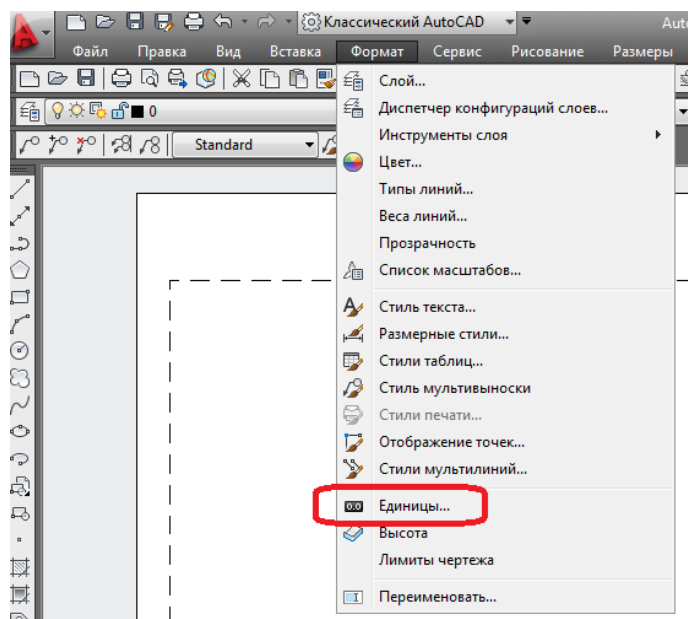 Классический AutoCAD
Auto
Файл Правка Вид Вставка Формат Сервис Рисование Размеры
0
Standard
Слой...
Диспетчер конфигураций слоев...
Инструменты слоя
Цвет...
Типы линий...
Веса линий...
Прозрачность
Список масштабов...
Стиль текста...
Размерные стили...
Стили таблиц...
Стиль мультивыноски
Стили печати...
Отображение точек...
Стили мультилиний...
0.0 Единицы...
Высота
Лимиты чертежа
Переименовать...